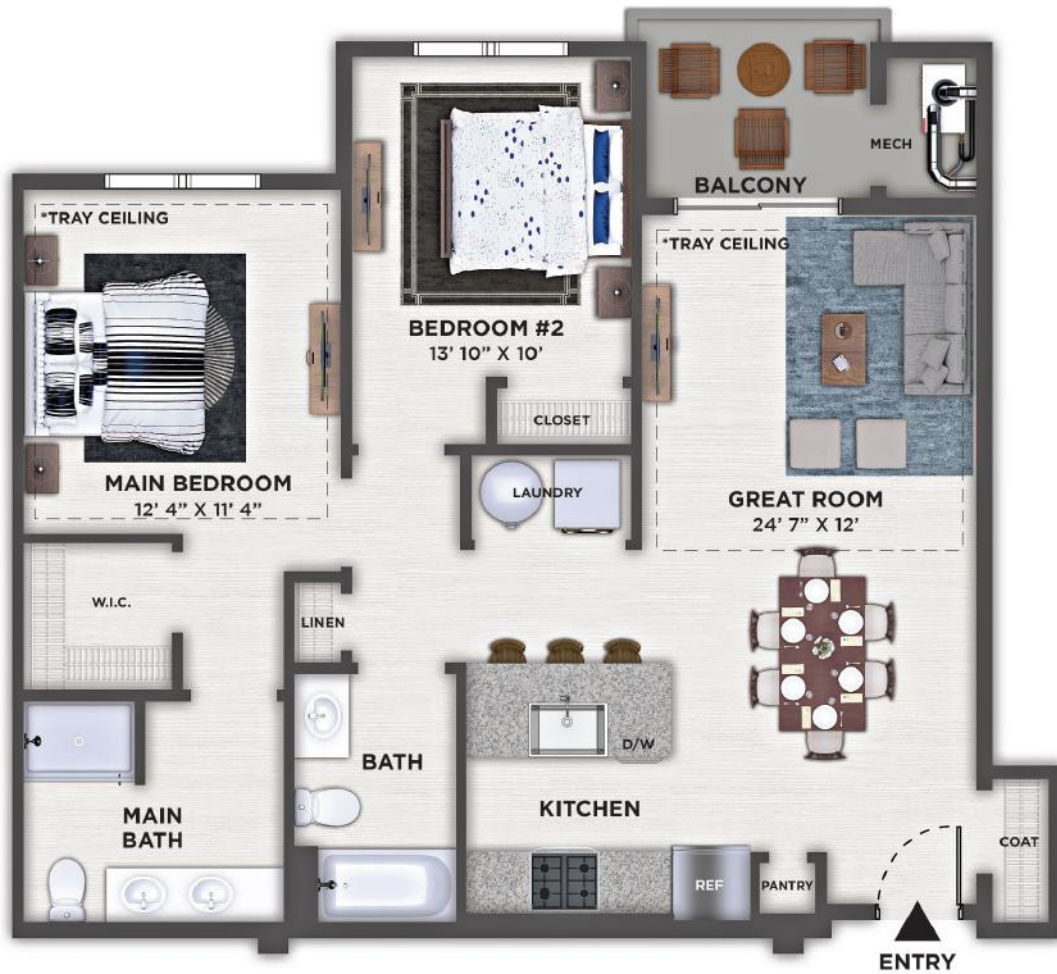 MECH
BALCONY
*TRAY CEILING
*TRAY CEILING
BEDROOM #2
13' 10" X 10'
CLOSET
MAIN BEDROOM
12' 4" X 11' 4"
LAUNDRY
GREAT ROOM
24' 7" X 12'
W.I.C.
LINEN
D/W
BATH
KITCHEN
MAIN
BATH
COAT
REF
PANTRY
ENTRY